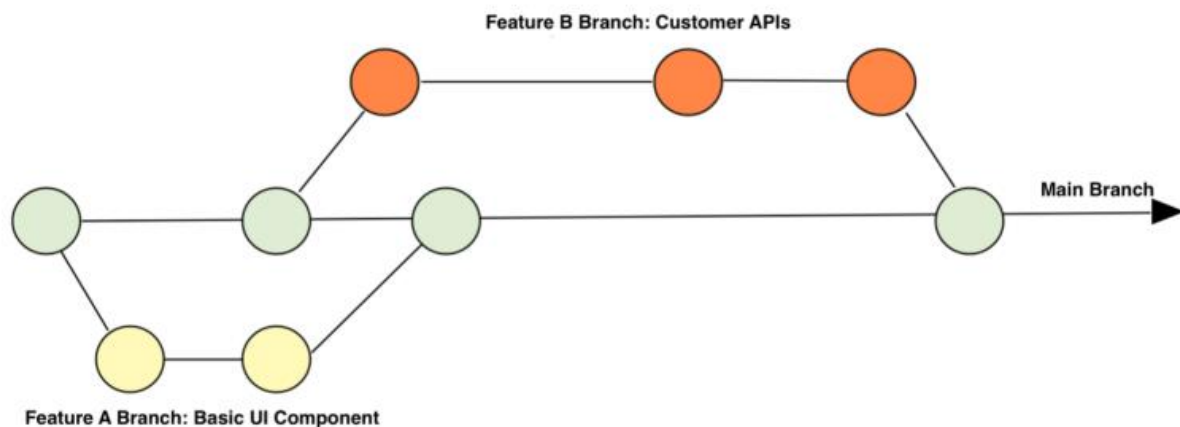 Feature B Branch: Customer APIs
Main Branch
Feature A Branch: Basic UI Component